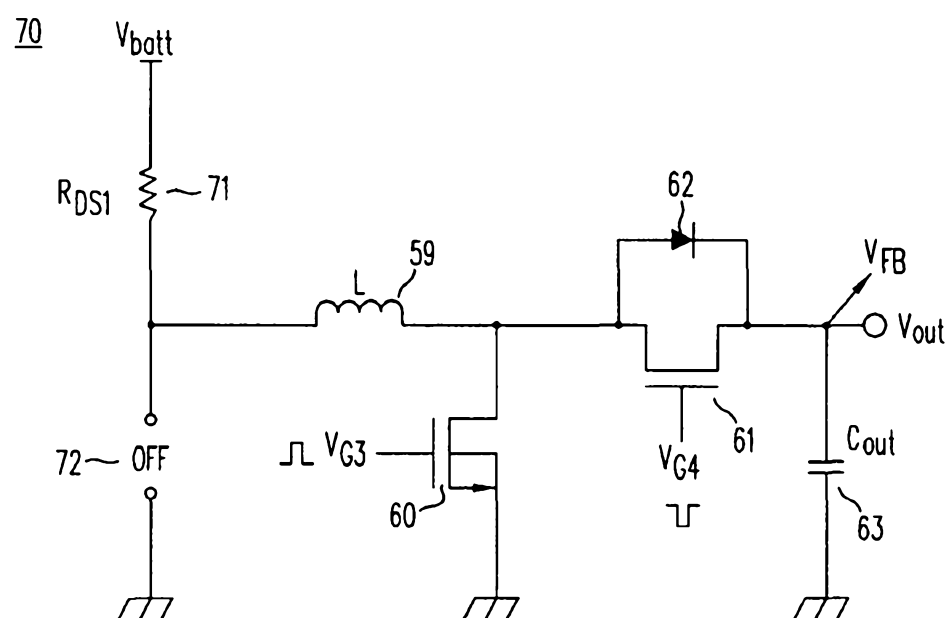 70
Vbatt
RDS1
71
L
59
62
VFB
Vout
72
OFF
VG3
60
VG4
61
Cout
63